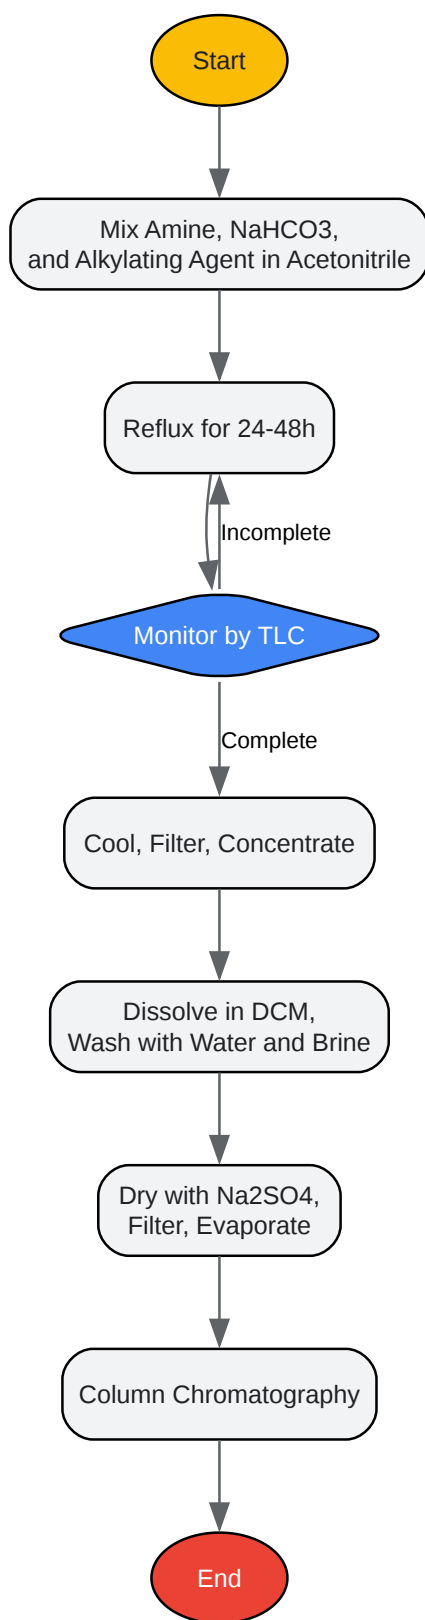 Start
Mix Amine, NaHCO3,
and Alkylating Agent in Acetonitrile
Reflux for 24-48h
Incomplete
Monitor by TLC
Complete
Cool, Filter, Concentrate
Dissolve in DCM,
Wash with Water and Brine
Dry with Na2SO4,
Filter, Evaporate
Column Chromatography
End